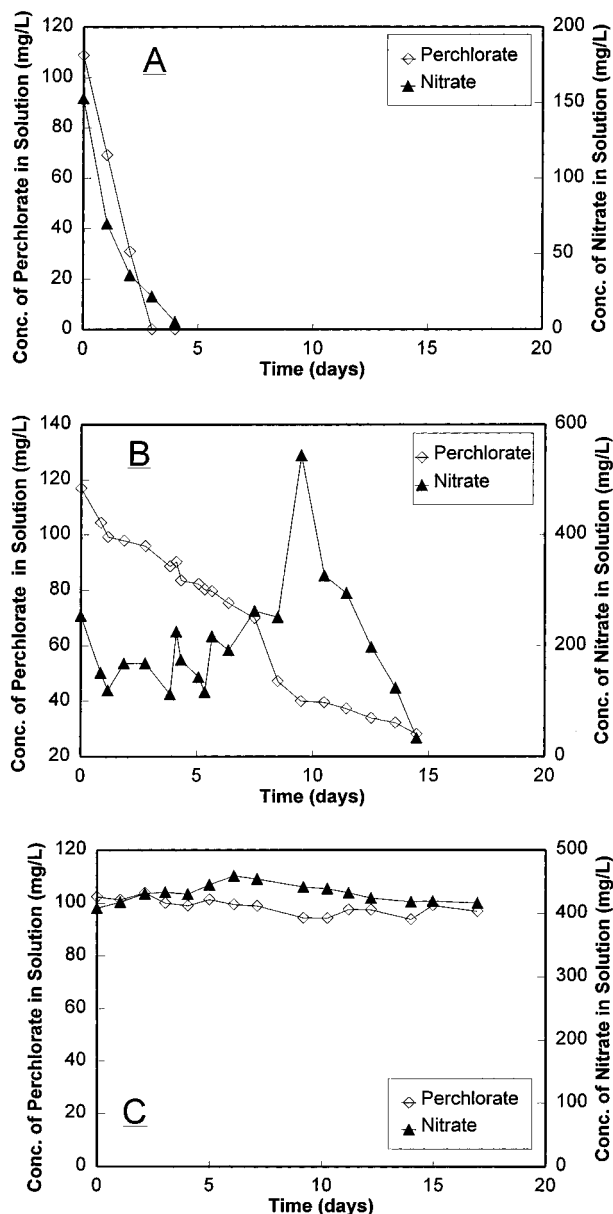 Conc. of Perchlorate in Solution (mg/L)
120
100
80
60
40
20
0
A
Perchlorate
Nitrate
200
150
100
50
0
Conc. of Nitrate in Solution (mg/L)
0 5 10 15 20
Time (days)
Conc. of Perchlorate in Solution (mg/L)
140
120
100
80
60
40
20
B
Perchlorate
Nitrate
600
400
200
0
Conc. of Nitrate in Solution (mg/L)
0 5 10 15 20
Time (days)
Conc. of Perchlorate in Solution (mg/L)
120
100
80
60
40
20
0
C
Perchlorate
Nitrate
500
400
300
200
100
0
Conc. of Nitrate in Solution (mg/L)
0 5 10 15 20
Time (days)